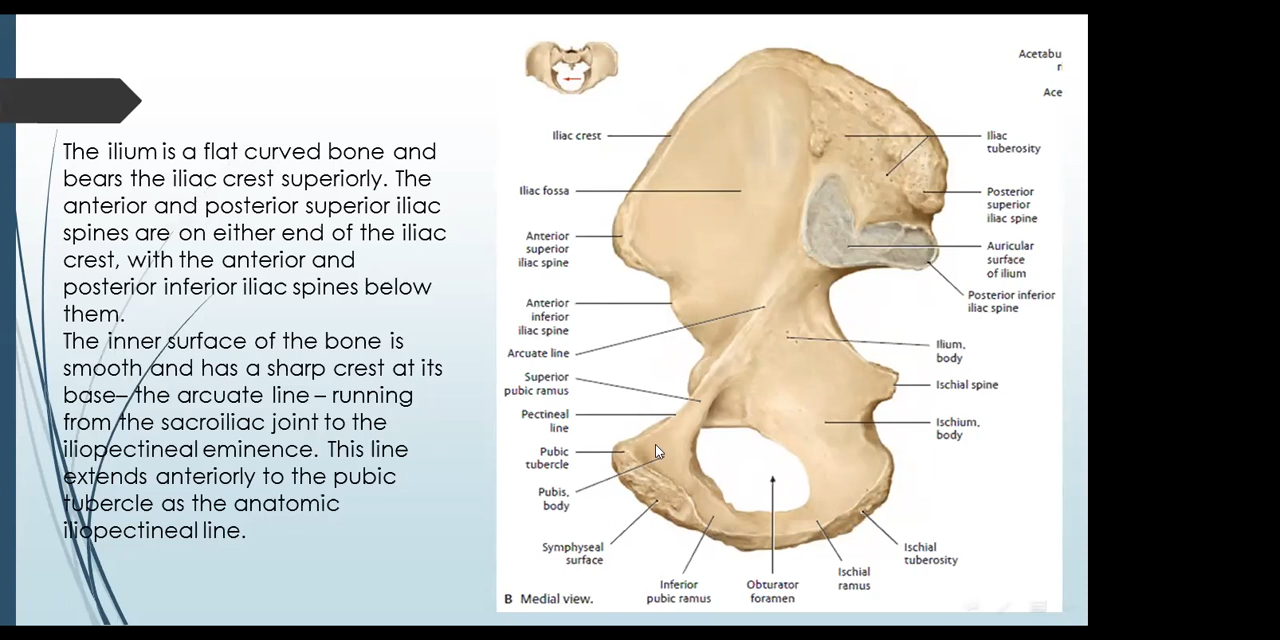 The ilium is a flat curved bone and
bears the iliac crest superiorly. The
anterior and posterior superior iliac
spines are on either end of the iliac
crest, with the anterior and
posterior inferior iliac spines below
them.
The inner surface of the bone is
smooth and has a sharp crest at its
base– the arcuate line – running
from the sacroiliac joint to the
iliopectineal eminence. This line
extends anteriorly to the pubic
tubercle as the anatomic
iliopectineal line.
Iliac crest
Iliac fossa
Anterior
superior
iliac spine
Anterior
inferior
iliac spine
Arcuate line
Superior
pubic ramus
Pectineal
line
Pubic
tubercle
Pubis,
body
Symphyseal
surface
Inferior
pubic ramus
Obturator
foramen
Ischial
ramus
Ischial
tuberosity
Acetabu
Ace
Iliac
tuberosity
Posterior
superior
iliac spine
Auricular
surface
of ilium
Posterior inferior
iliac spine
Ilium,
body
Ischial spine
Ischium,
body
B Medial view.